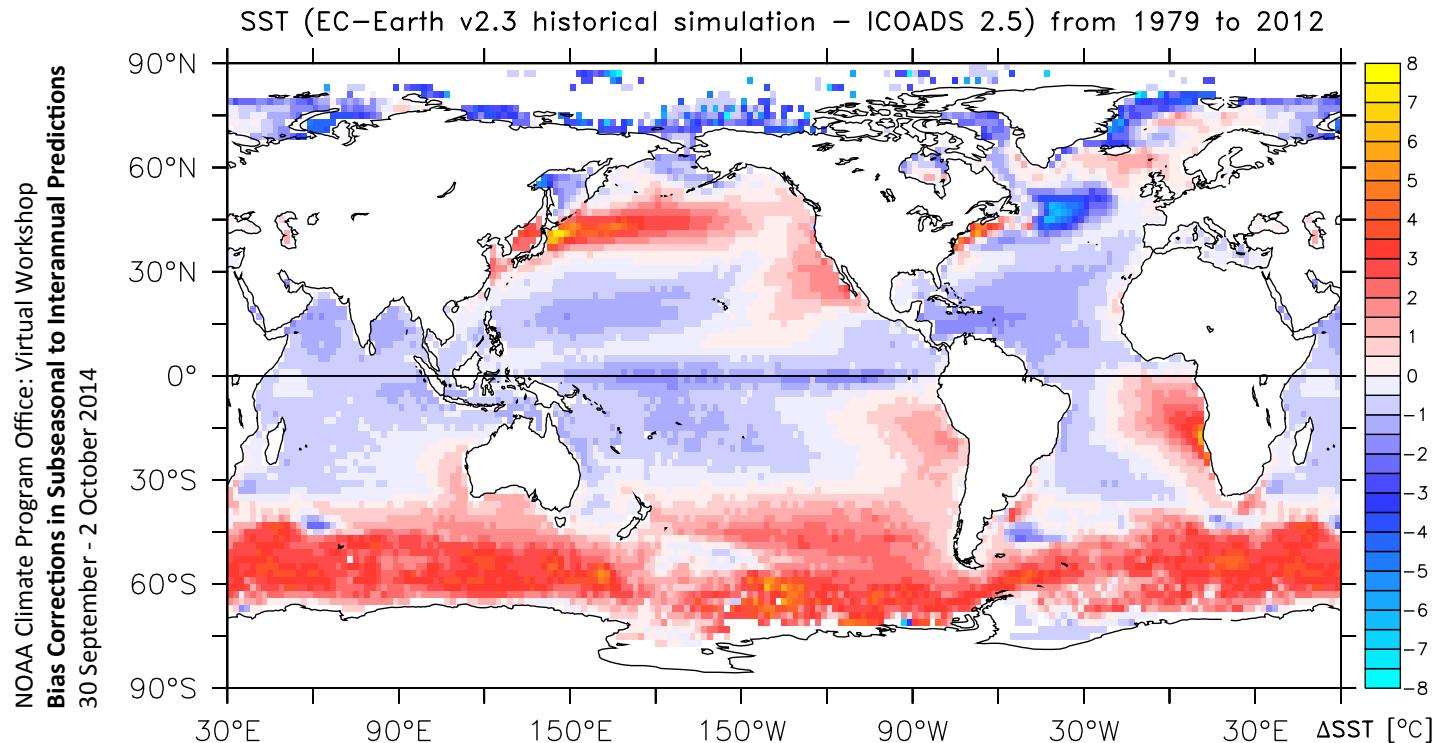 SST (EC-Earth v2.3 historical simulation - ICOADS 2.5) from 1979 to 2012
NOAA Climate Program Office: Virtual Workshop
Bias Corrections in Subseasonal to Interannual Predictions
30 September - 2 October 2014
90°N
60°N
30°N
0°
30°S
60°S
90°S
30°E 90°E 150°E 150°W 90°W 30°W 30°E ΔSST [°C]
8
7
6
5
4
3
2
1
0
-1
-2
-3
-4
-5
-6
-7
-8